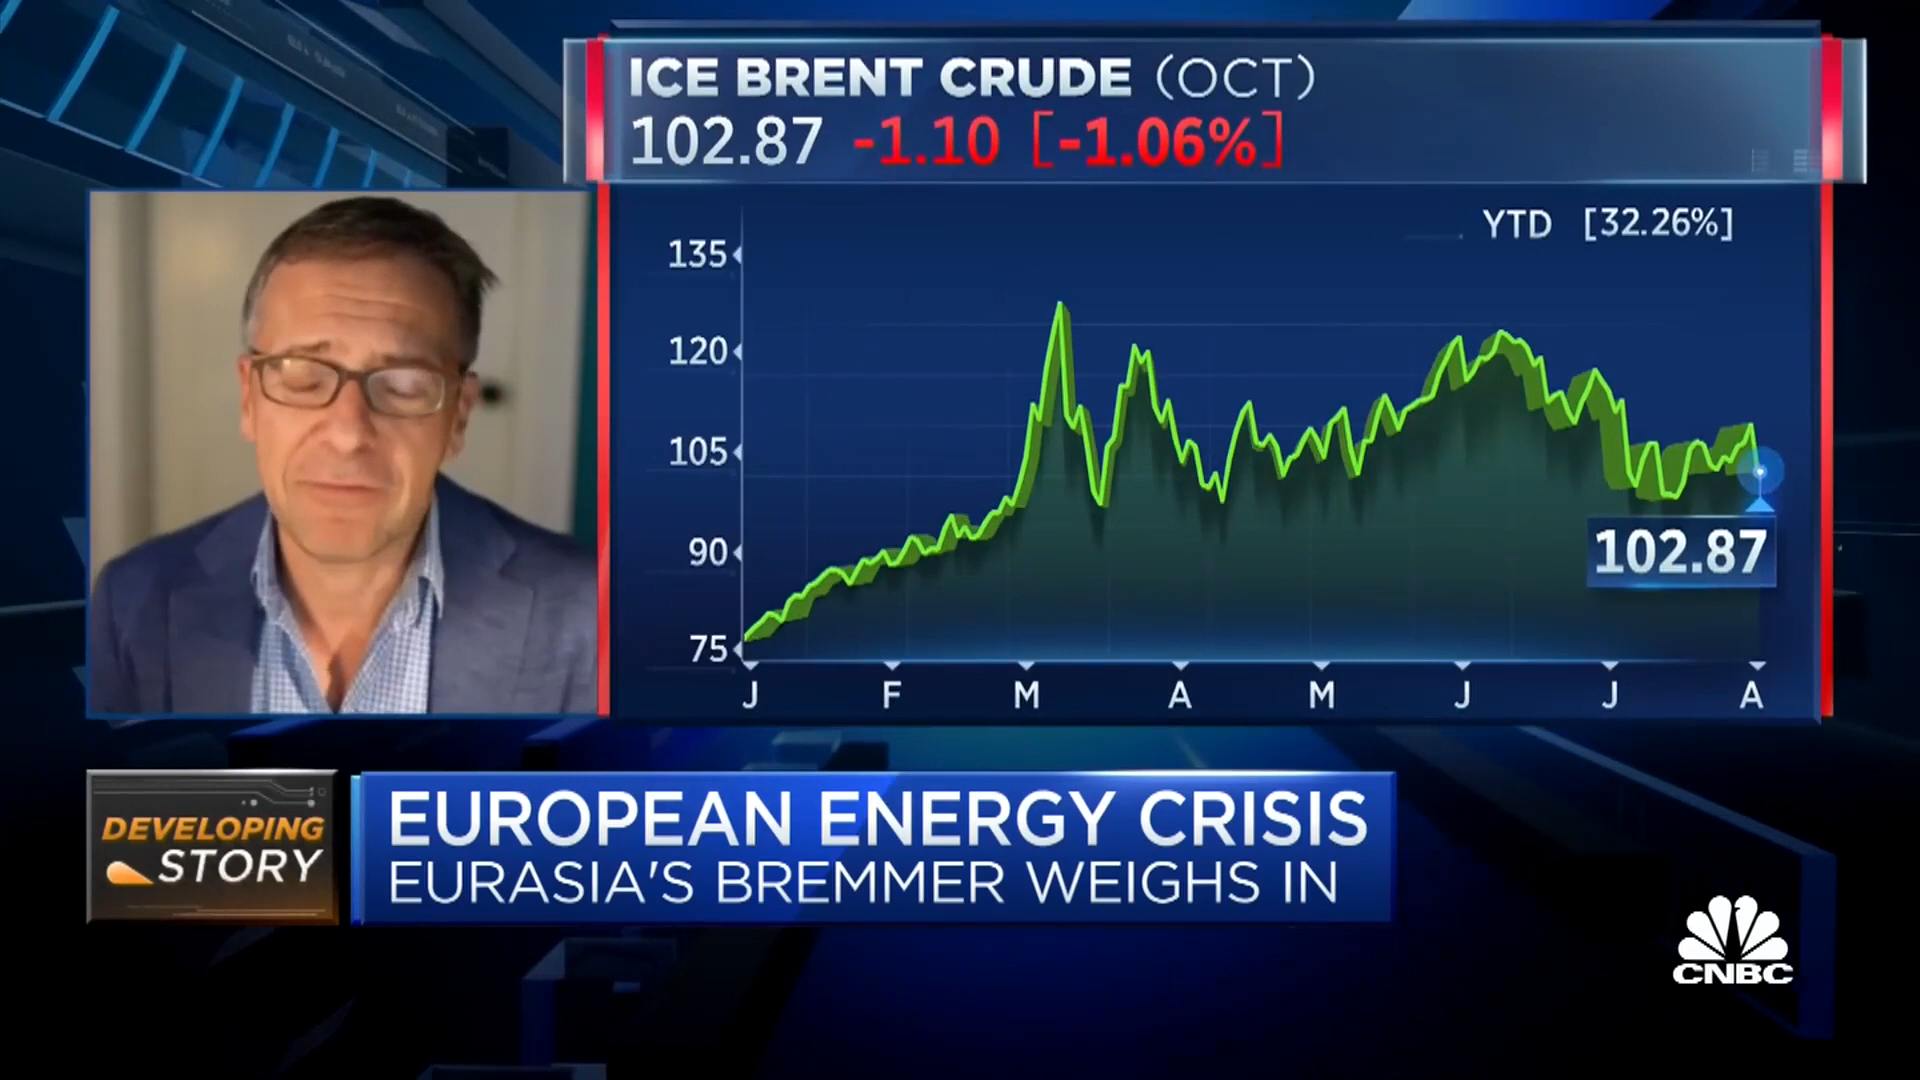 ICE BRENT CRUDE (OCT)
102.87 -1.10 [-1.06%]
YTD [32.26%]
135
120
105
90
75
102.87
J F M A M J J A
DEVELOPING
STORY
EUROPEAN ENERGY CRISIS
EURASIA'S BREMMER WEIGHS IN
CNBC